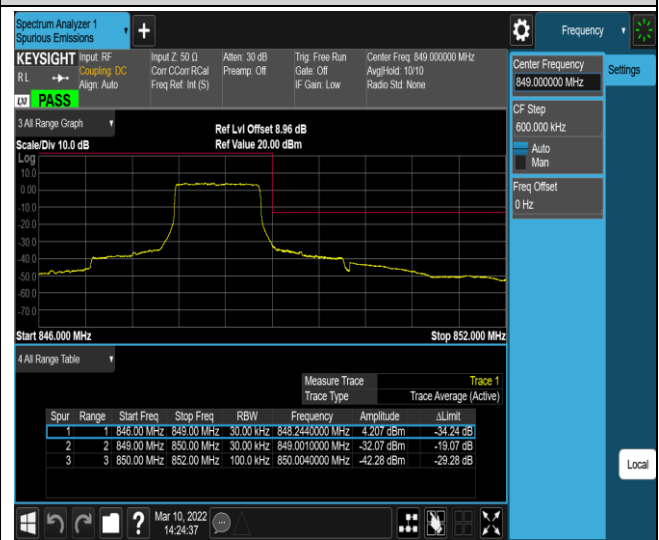 Spectrum Analyzer 1
Spurious Emissions
Frequency
KEYSIGHT
RL
Input: RF
Coupling: DC
Align: Auto
Input Z: 50 Ω
Corr CCorr RCal
Freq Ref: Int (S)
Atten: 30 dB
Preamp: Off
Trig: Free Run
Gate: Off
IF Gain: Low
Center Freq: 849.000000 MHz
Avg|Hold: 10/10
Radio Std: None
PASS
Center Frequency
849.000000 MHz
Settings
CF Step
600.000 kHz
Auto
Man
Freq Offset
0 Hz
3 All Range Graph
Ref Lvl Offset 8.96 dB
Scale/Div 10.0 dB
Ref Value 20.00 dBm
Log
10.0
0.00
-10.0
-20.0
-30.0
-40.0
-50.0
-60.0
-70.0
Start 846.000 MHz
Stop 852.000 MHz
4 All Range Table
Measure Trace Trace 1
Trace Type Trace Average (Active)
Spur Range Start Freq Stop Freq RBW Frequency Amplitude ΔLimit
1 1 846.00 MHz 849.00 MHz 30.00 kHz 848.2440000 MHz 4.207 dBm -34.24 dB
2 2 849.00 MHz 850.00 MHz 30.00 kHz 849.0010000 MHz -32.07 dBm -19.07 dB
3 3 850.00 MHz 852.00 MHz 100.0 kHz 850.0040000 MHz -42.28 dBm -29.28 dB
Local
?
Mar 10, 2022
14:24:37